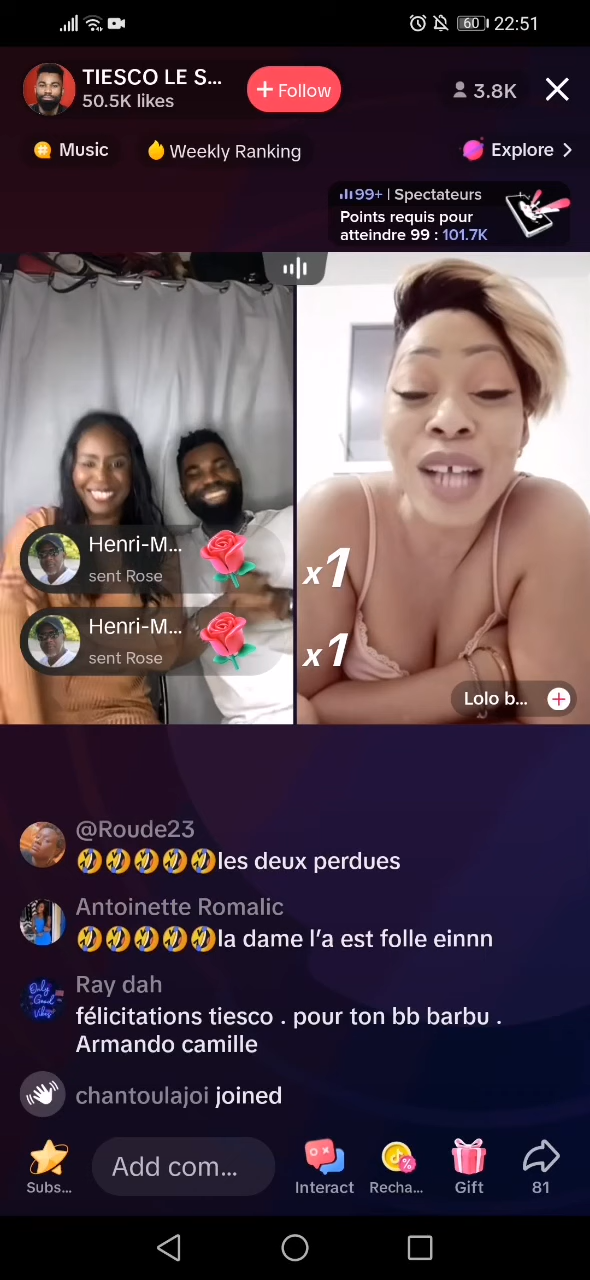 60 22:51
TIESCO LE S...
50.5K likes
+ Follow
3.8K
Music
Weekly Ranking
Explore >
99+ | Spectateurs
Points requis pour
atteindre 99 : 101.7K
Henri-M...
sent Rose
x1
Henri-M...
sent Rose
x1
Lolo b...
@Roude23
🤣🤣🤣🤣🤣les deux perdues
Antoinette Romalic
🤣🤣🤣🤣🤣la dame l’a est folle einnn
Only
Good
Vibes
Ray dah
félicitations tiesco . pour ton bb barbu .
Armando camille
chantoulajoi joined
Subs...
Add com...
Interact
Recha...
Gift
81